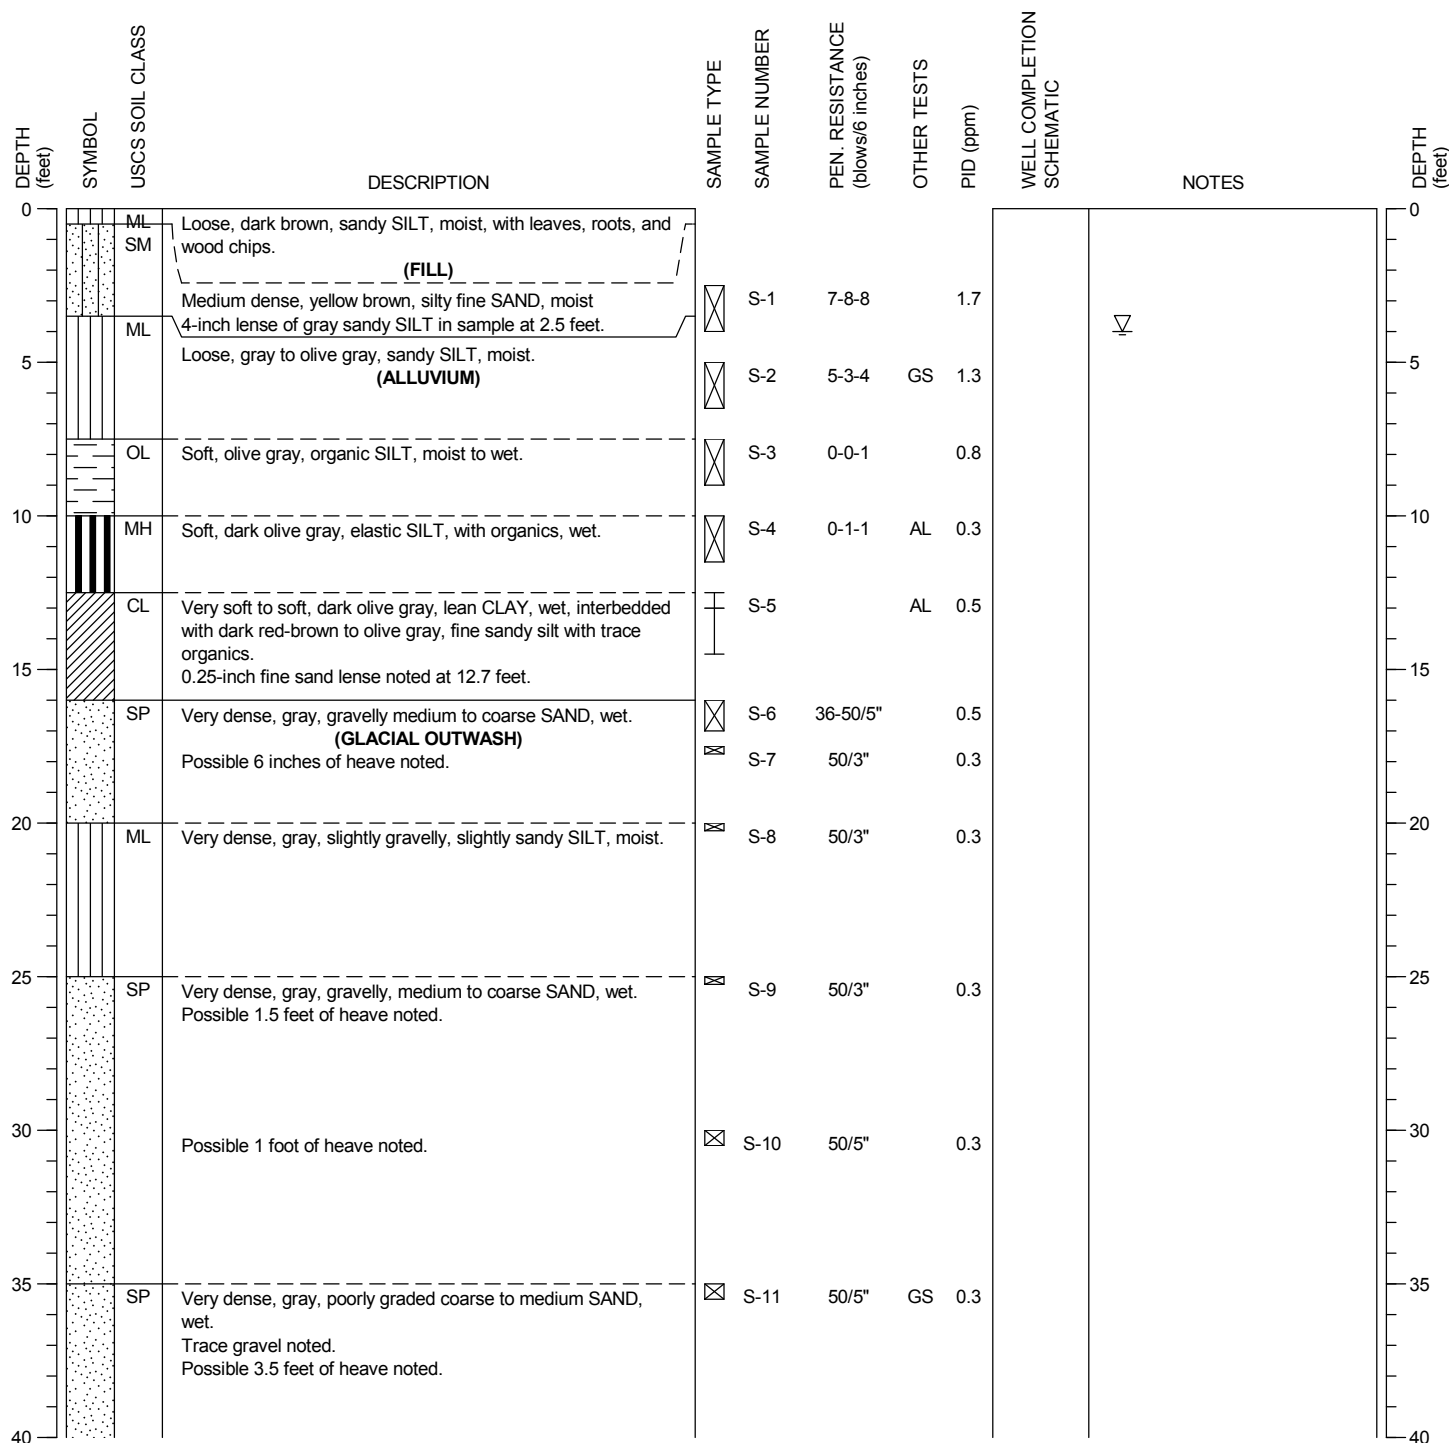 DEPTH
(feet)
SYMBOL
USCS SOIL CLASS
DESCRIPTION
SAMPLE TYPE
SAMPLE NUMBER
PEN. RESISTANCE
(blows/6 inches)
OTHER TESTS
PID (ppm)
WELL COMPLETION
SCHEMATIC
NOTES
DEPTH
(feet)
0 0
ML Loose, dark brown, sandy SILT, moist, with leaves, roots, and
SM wood chips.
(FILL)
Medium dense, yellow brown, silty fine SAND, moist S-1 7-8-8 1.7
4-inch lense of gray sandy SILT in sample at 2.5 feet.
ML
Loose, gray to olive gray, sandy SILT, moist.
5 (ALLUVIUM) S-2 5-3-4 GS 1.3 5
OL Soft, olive gray, organic SILT, moist to wet. S-3 0-0-1 0.8
10 10
MH Soft, dark olive gray, elastic SILT, with organics, wet. S-4 0-1-1 AL 0.3
CL Very soft to soft, dark olive gray, lean CLAY, wet, interbedded S-5 AL 0.5
with dark red-brown to olive gray, fine sandy silt with trace
organics.
15 0.25-inch fine sand lense noted at 12.7 feet. 15
SP Very dense, gray, gravelly medium to coarse SAND, wet. S-6 36-50/5" 0.5
(GLACIAL OUTWASH)
Possible 6 inches of heave noted. S-7 50/3" 0.3
20 20
ML Very dense, gray, slightly gravelly, slightly sandy SILT, moist. S-8 50/3" 0.3
25 25
SP Very dense, gray, gravelly, medium to coarse SAND, wet. S-9 50/3" 0.3
Possible 1.5 feet of heave noted.
30 30
Possible 1 foot of heave noted. S-10 50/5" 0.3
35 35
SP Very dense, gray, poorly graded coarse to medium SAND, S-11 50/5" GS 0.3
wet.
Trace gravel noted.
Possible 3.5 feet of heave noted.
40 40